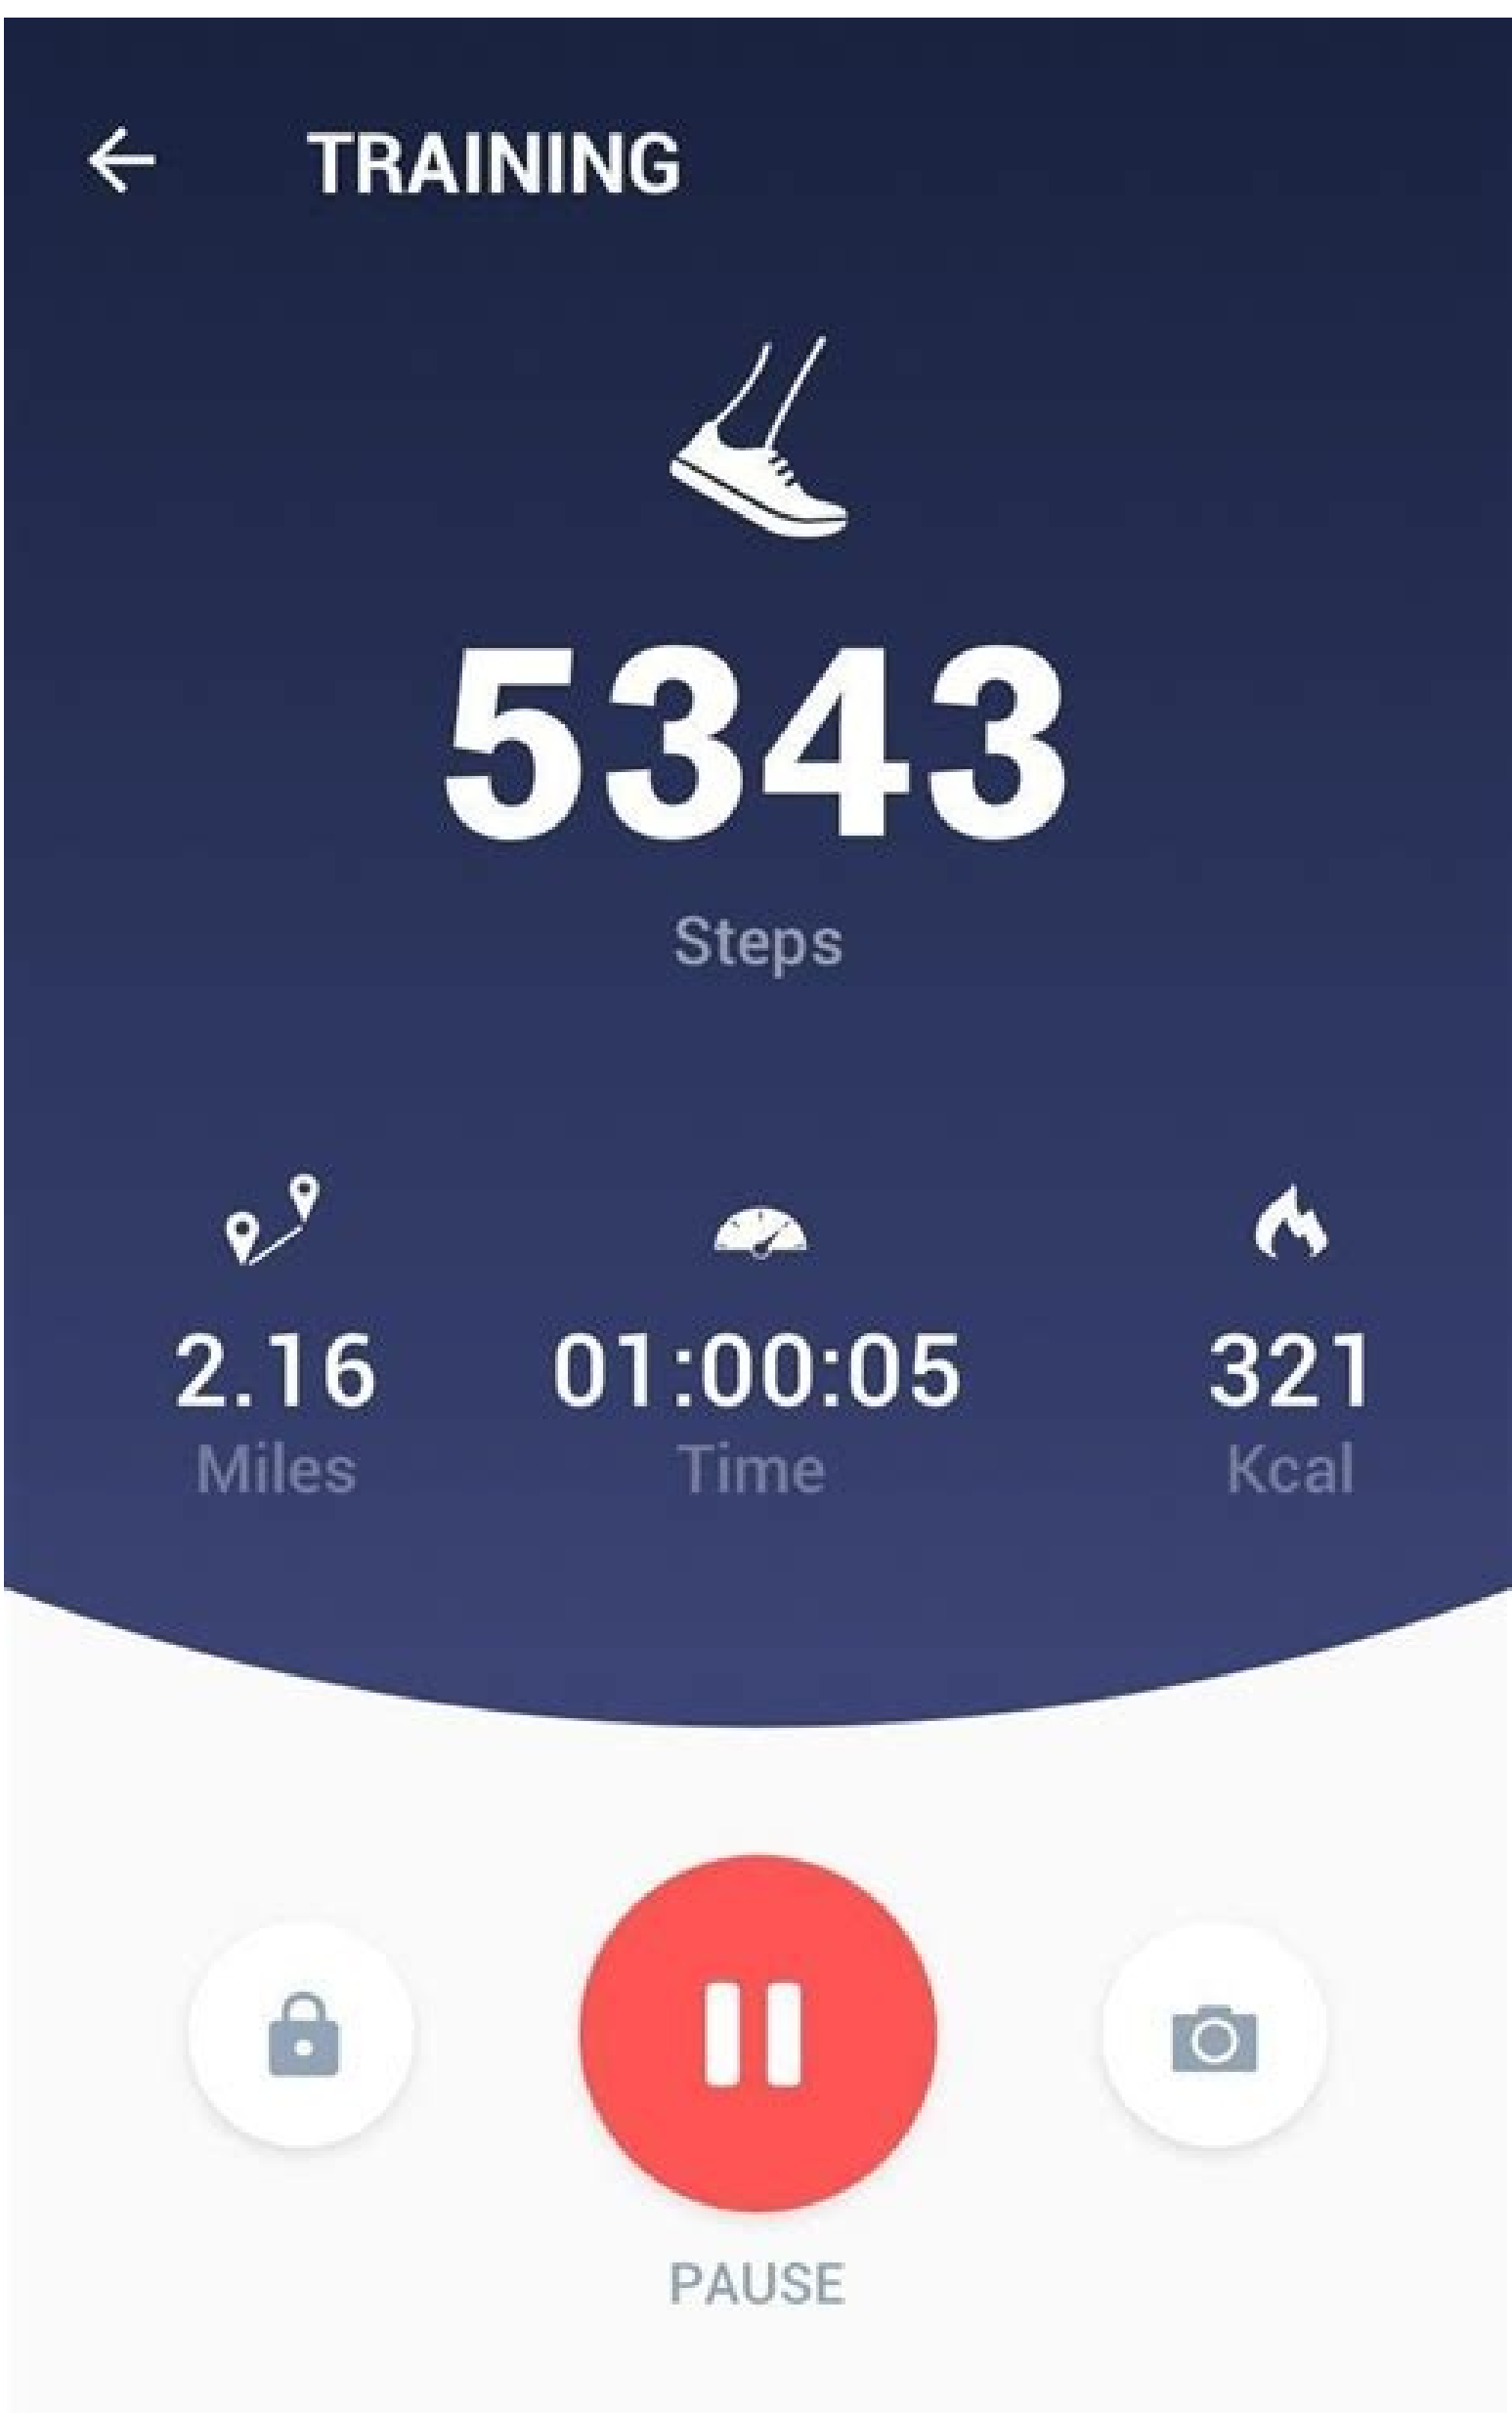 TRAINING
5343
Steps
2.16 01:00:05 321
Miles Time Kcal
PAUSE